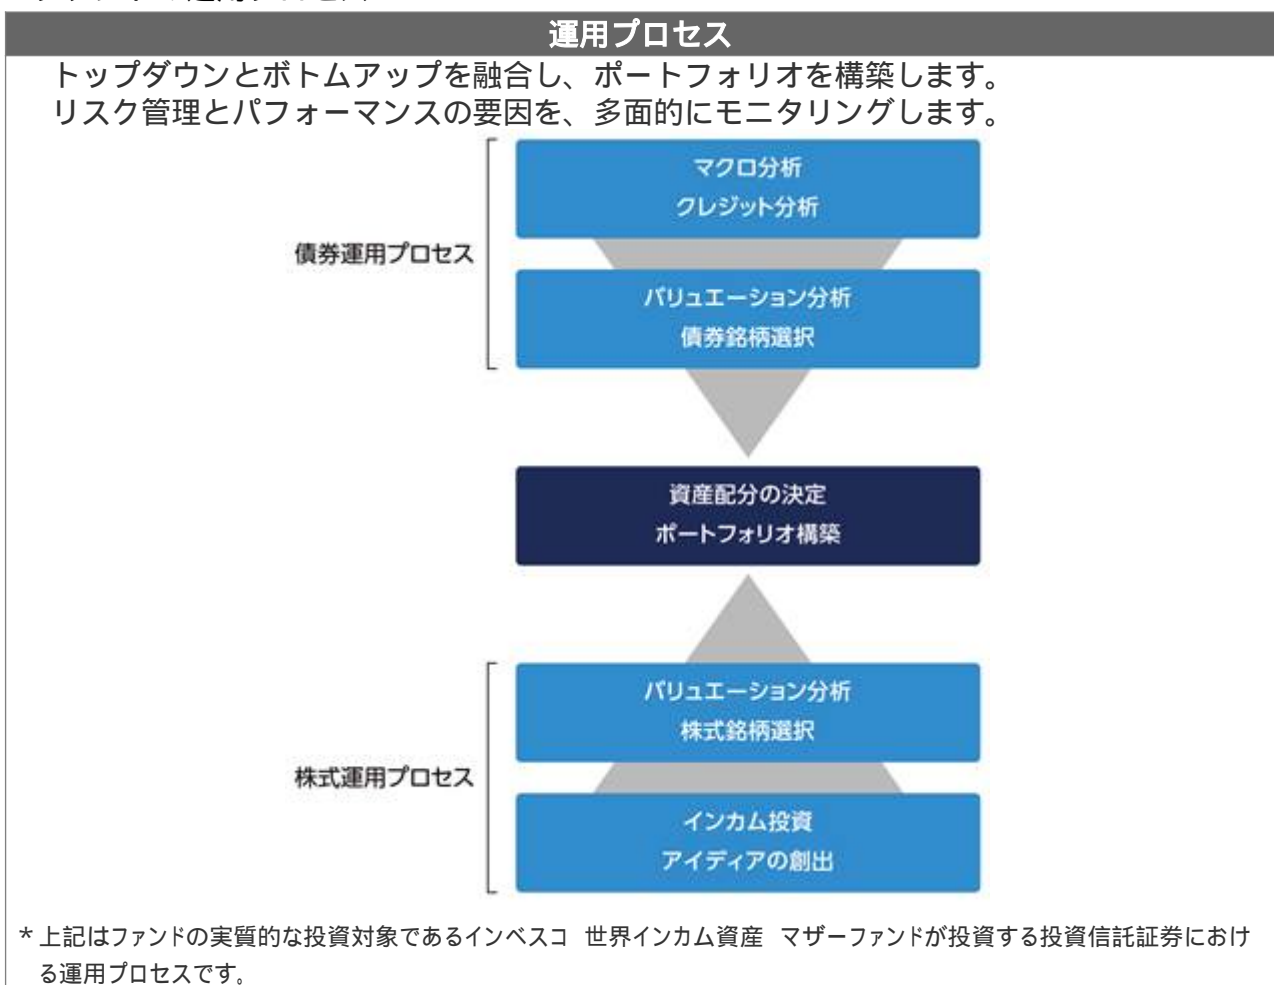 運用プロセス
トップダウンとボトムアップを融合し、ポートフォリオを構築します。
リスク管理とパフォーマンスの要因を、多面的にモニタリングします。
マクロ分析
クレジット分析
債券運用プロセス
バリュエーション分析
債券銘柄選択
資産配分の決定
ポートフォリオ構築
バリュエーション分析
株式銘柄選択
株式運用プロセス
インカム投資
アイディアの創出
*上記はファンドの実質的な投資対象であるインベスコ 世界インカム資産 マザーファンドが投資する投資信託証券におけ
る運用プロセスです。